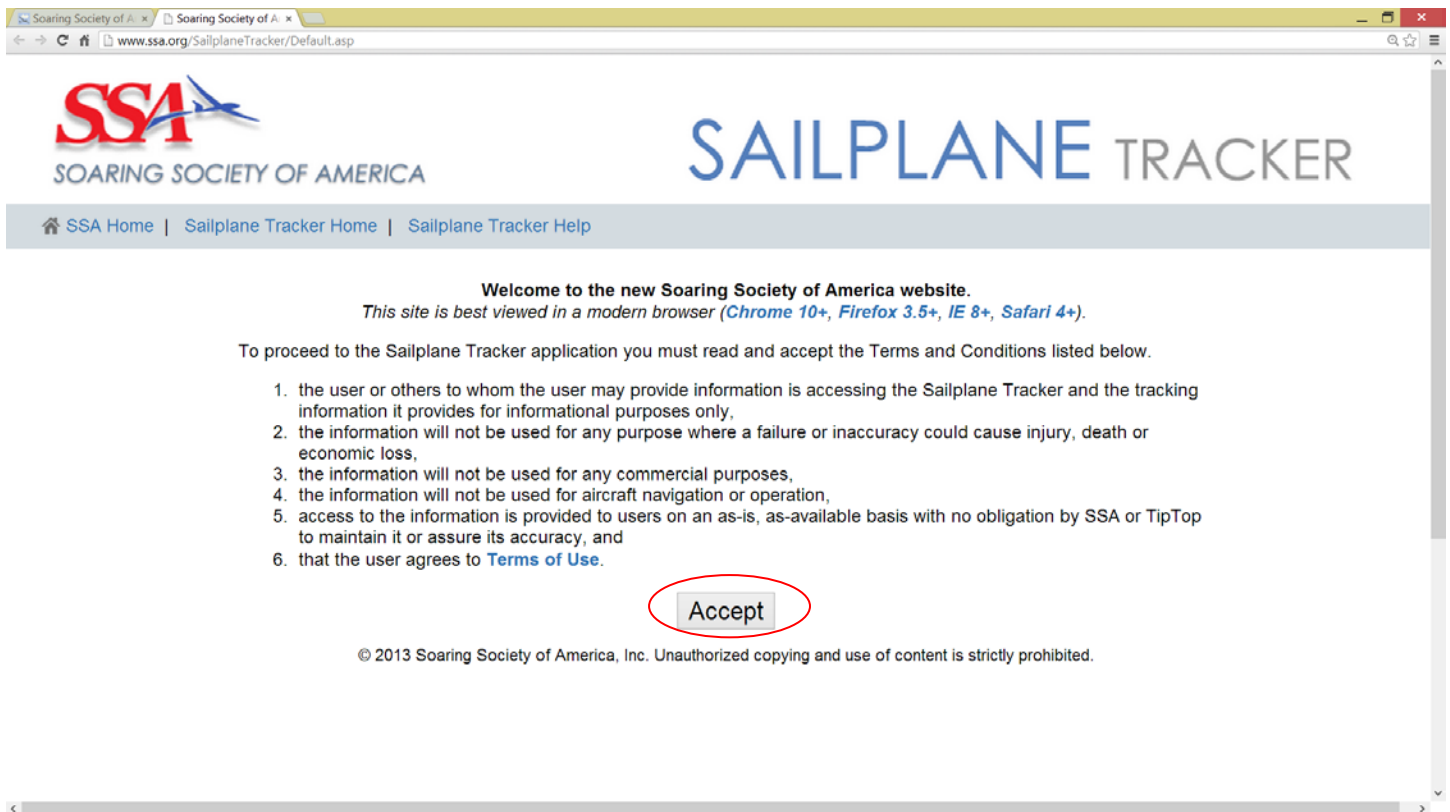 Soaring Society of A
Soaring Society of A
www.ssa.org/SailplaneTracker/Default.asp
SSA
SOARING SOCIETY OF AMERICA
SAILPLANE TRACKER
SSA Home | Sailplane Tracker Home | Sailplane Tracker Help
Welcome to the new Soaring Society of America website.
This site is best viewed in a modern browser (Chrome 10+, Firefox 3.5+, IE 8+, Safari 4+).
To proceed to the Sailplane Tracker application you must read and accept the Terms and Conditions listed below.
1. the user or others to whom the user may provide information is accessing the Sailplane Tracker and the tracking
information it provides for informational purposes only,
2. the information will not be used for any purpose where a failure or inaccuracy could cause injury, death or
economic loss,
3. the information will not be used for any commercial purposes,
4. the information will not be used for aircraft navigation or operation,
5. access to the information is provided to users on an as-is, as-available basis with no obligation by SSA or TipTop
to maintain it or assure its accuracy, and
6. that the user agrees to Terms of Use.
Accept
© 2013 Soaring Society of America, Inc. Unauthorized copying and use of content is strictly prohibited.